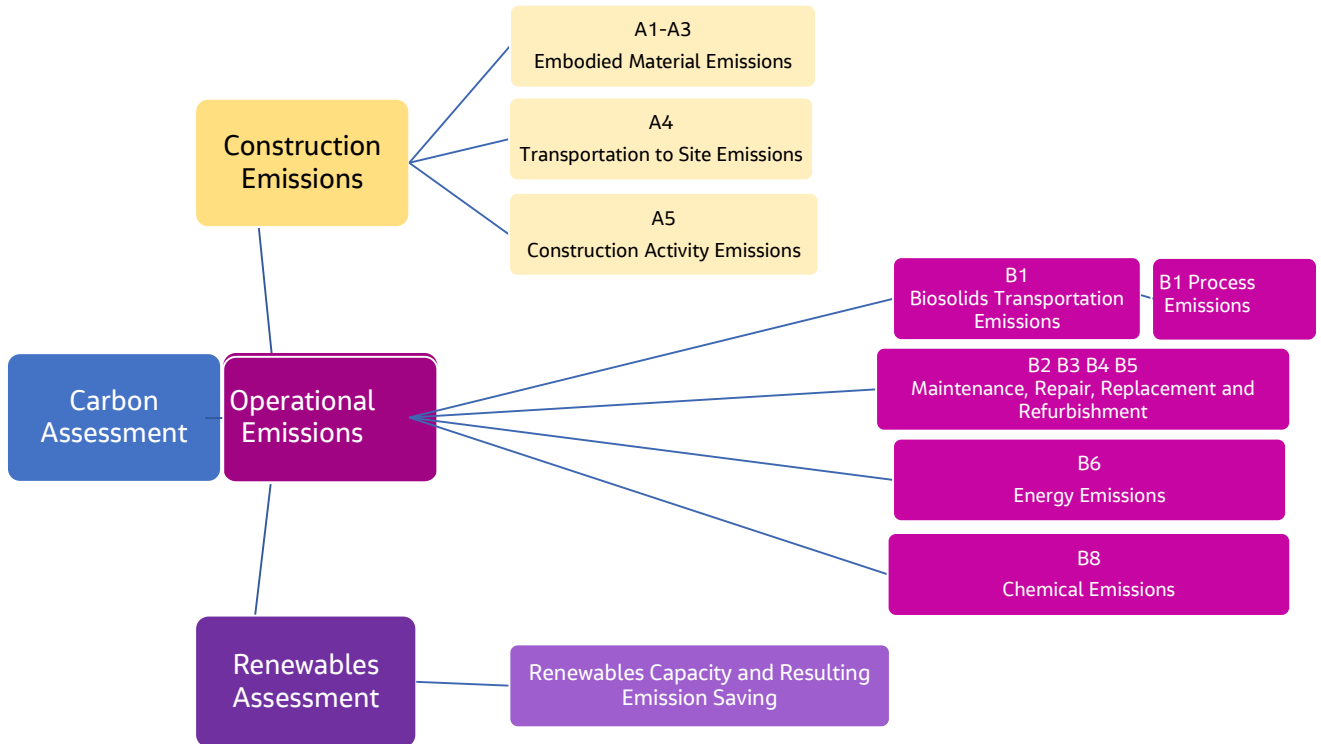 A1-A3
Embodied Material Emissions
A4
Transportation to Site Emissions
A5
Construction Activity Emissions
Construction
Emissions
B1
Biosolids Transportation
Emissions
B1 Process
Emissions
B2 B3 B4 B5
Maintenance, Repair, Replacement and
Refurbishment
B6
Energy Emissions
B8
Chemical Emissions
Carbon
Assessment
Operational
Emissions
Renewables
Assessment
Renewables Capacity and Resulting
Emission Saving